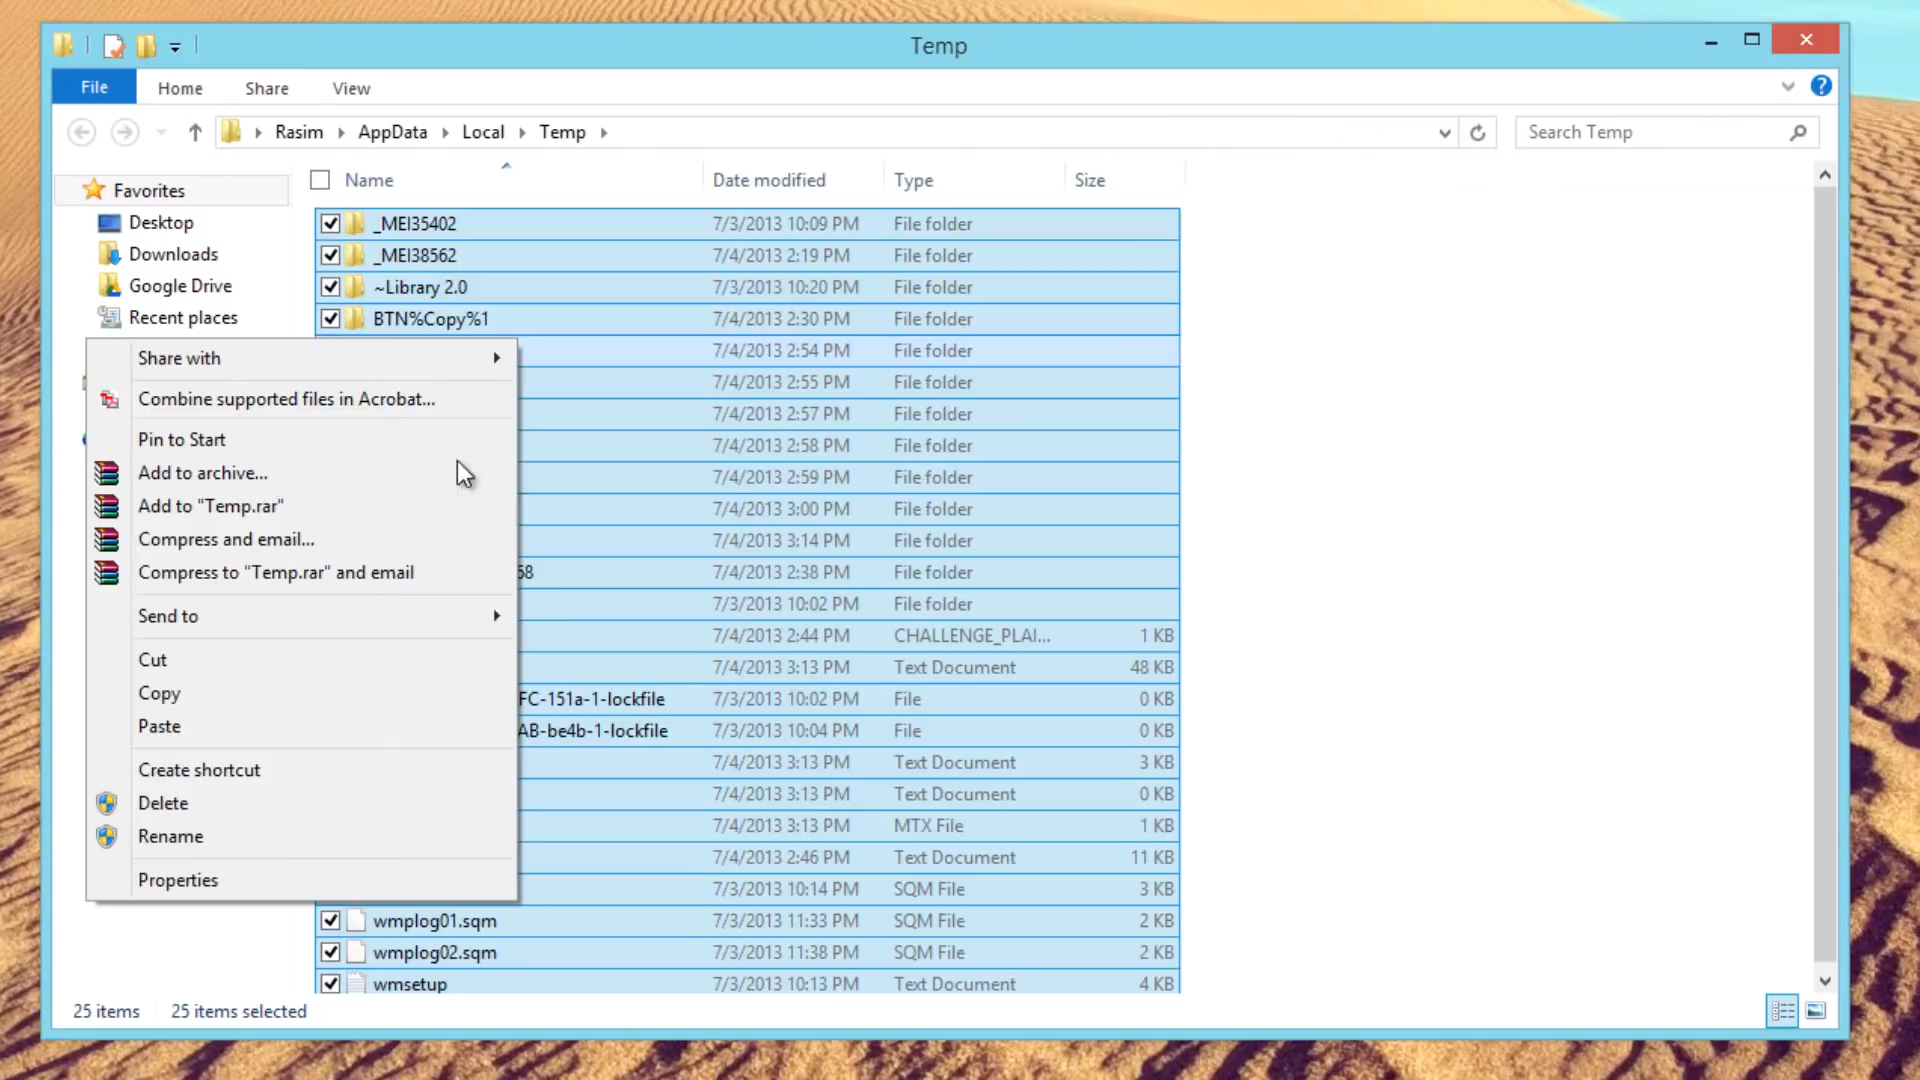 Temp
File Home Share View
Rasim AppData Local Temp
Search Temp
Name Date modified Type Size
Favorites
Desktop
Downloads
Google Drive
Recent places
_MEI35402 7/3/2013 10:09 PM File folder
_MEI38562 7/4/2013 2:19 PM File folder
~Library 2.0 7/3/2013 10:20 PM File folder
BTN%Copy%1 7/4/2013 2:30 PM File folder
7/4/2013 2:54 PM File folder
7/4/2013 2:55 PM File folder
7/4/2013 2:57 PM File folder
7/4/2013 2:58 PM File folder
7/4/2013 2:59 PM File folder
7/4/2013 3:00 PM File folder
7/4/2013 3:14 PM File folder
58 7/4/2013 2:38 PM File folder
7/3/2013 10:02 PM File folder
7/4/2013 2:44 PM CHALLENGE_PLAI... 1 KB
7/4/2013 3:13 PM Text Document 48 KB
FC-151a-1-lockfile 7/3/2013 10:02 PM File 0 KB
AB-be4b-1-lockfile 7/3/2013 10:04 PM File 0 KB
7/4/2013 3:13 PM Text Document 3 KB
7/4/2013 3:13 PM Text Document 0 KB
7/4/2013 3:13 PM MTX File 1 KB
7/4/2013 2:46 PM Text Document 11 KB
7/3/2013 10:14 PM SQM File 3 KB
wmplog01.sqm 7/3/2013 11:33 PM SQM File 2 KB
wmplog02.sqm 7/3/2013 11:38 PM SQM File 2 KB
wmsetup 7/3/2013 10:13 PM Text Document 4 KB
Share with
Combine supported files in Acrobat...
Pin to Start
Add to archive...
Add to "Temp.rar"
Compress and email...
Compress to "Temp.rar" and email
Send to
Cut
Copy
Paste
Create shortcut
Delete
Rename
Properties
25 items 25 items selected